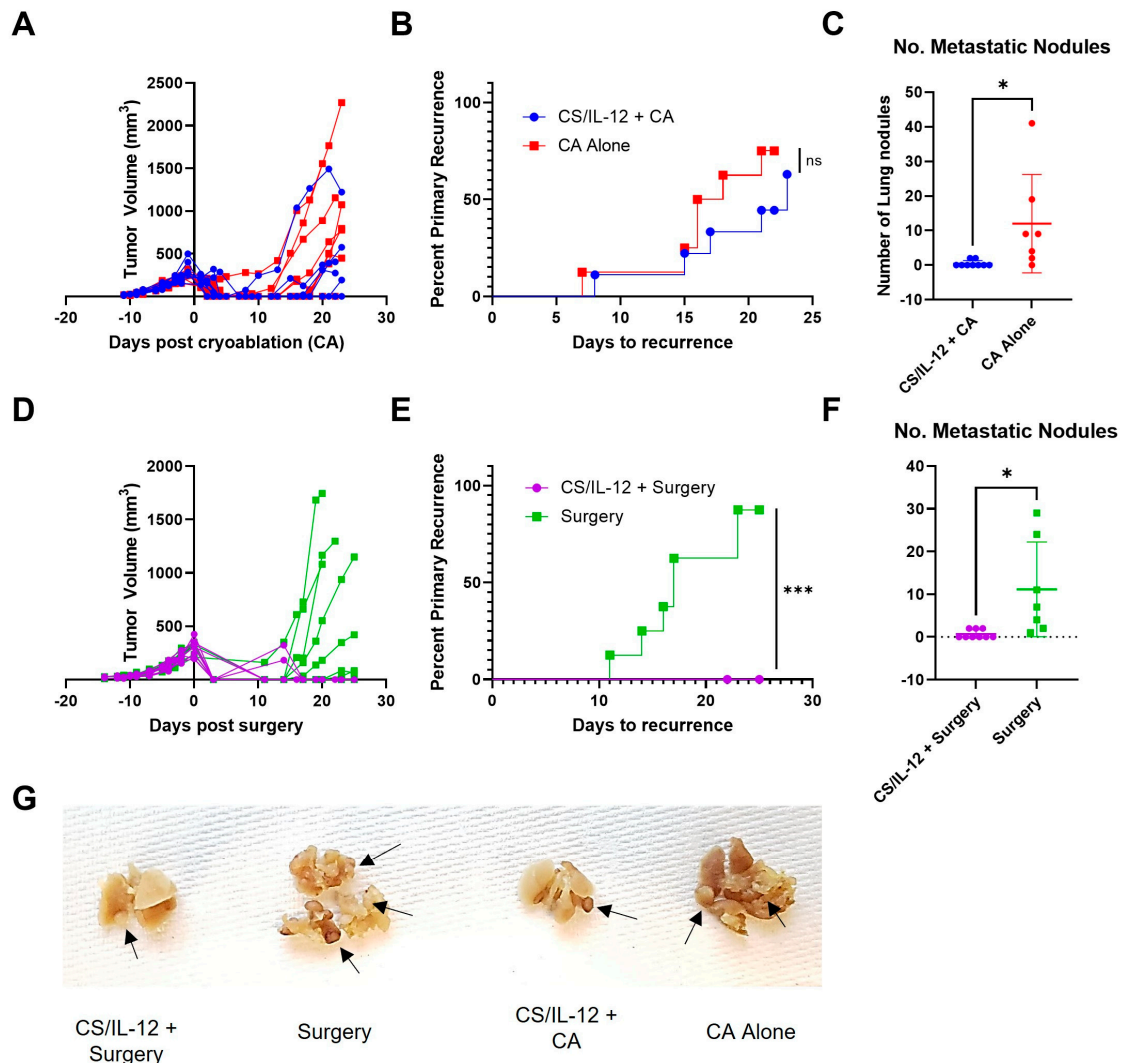 A
Tumor Volume (mm³)
2500
2000
1500
1000
500
-20 -10 0 10 20 30
Days post cryoablation (CA)
B
Percent Primary Recurrence
100
50
0
CS/IL-12 + CA
CA Alone
ns
0 5 10 15 20 25
Days to recurrence
C
No. Metastatic Nodules
Number of Lung nodules
*
50
40
30
20
10
0
-10
CS/IL-12 + CA
CA Alone
D
Tumor Volume (mm³)
2000
1500
1000
500
-20 -10 0 10 20 30
Days post surgery
E
Percent Primary Recurrence
100
50
0
CS/IL-12 + Surgery
Surgery
***
0 10 20 30
Days to recurrence
F
No. Metastatic Nodules
*
40
30
20
10
0
-10
CS/IL-12 + Surgery
Surgery
G
CS/IL-12 +
Surgery
Surgery
CS/IL-12 +
CA
CA Alone